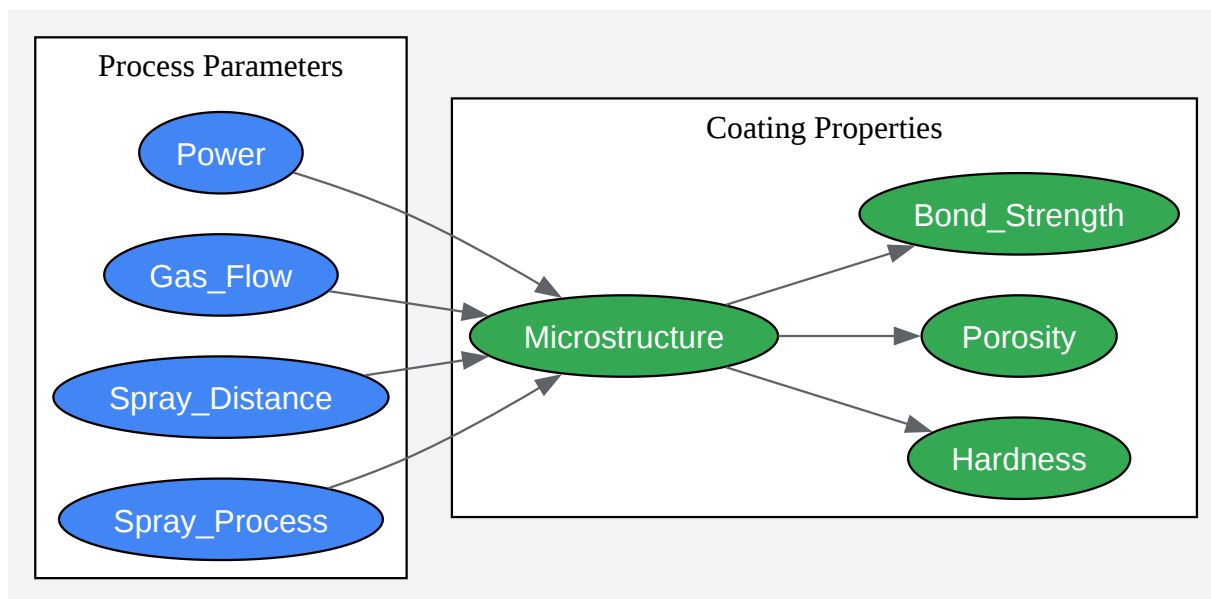 Process Parameters
Power
Gas_Flow
Spray_Distance
Spray_Process
Coating Properties
Microstructure
Bond_Strength
Porosity
Hardness